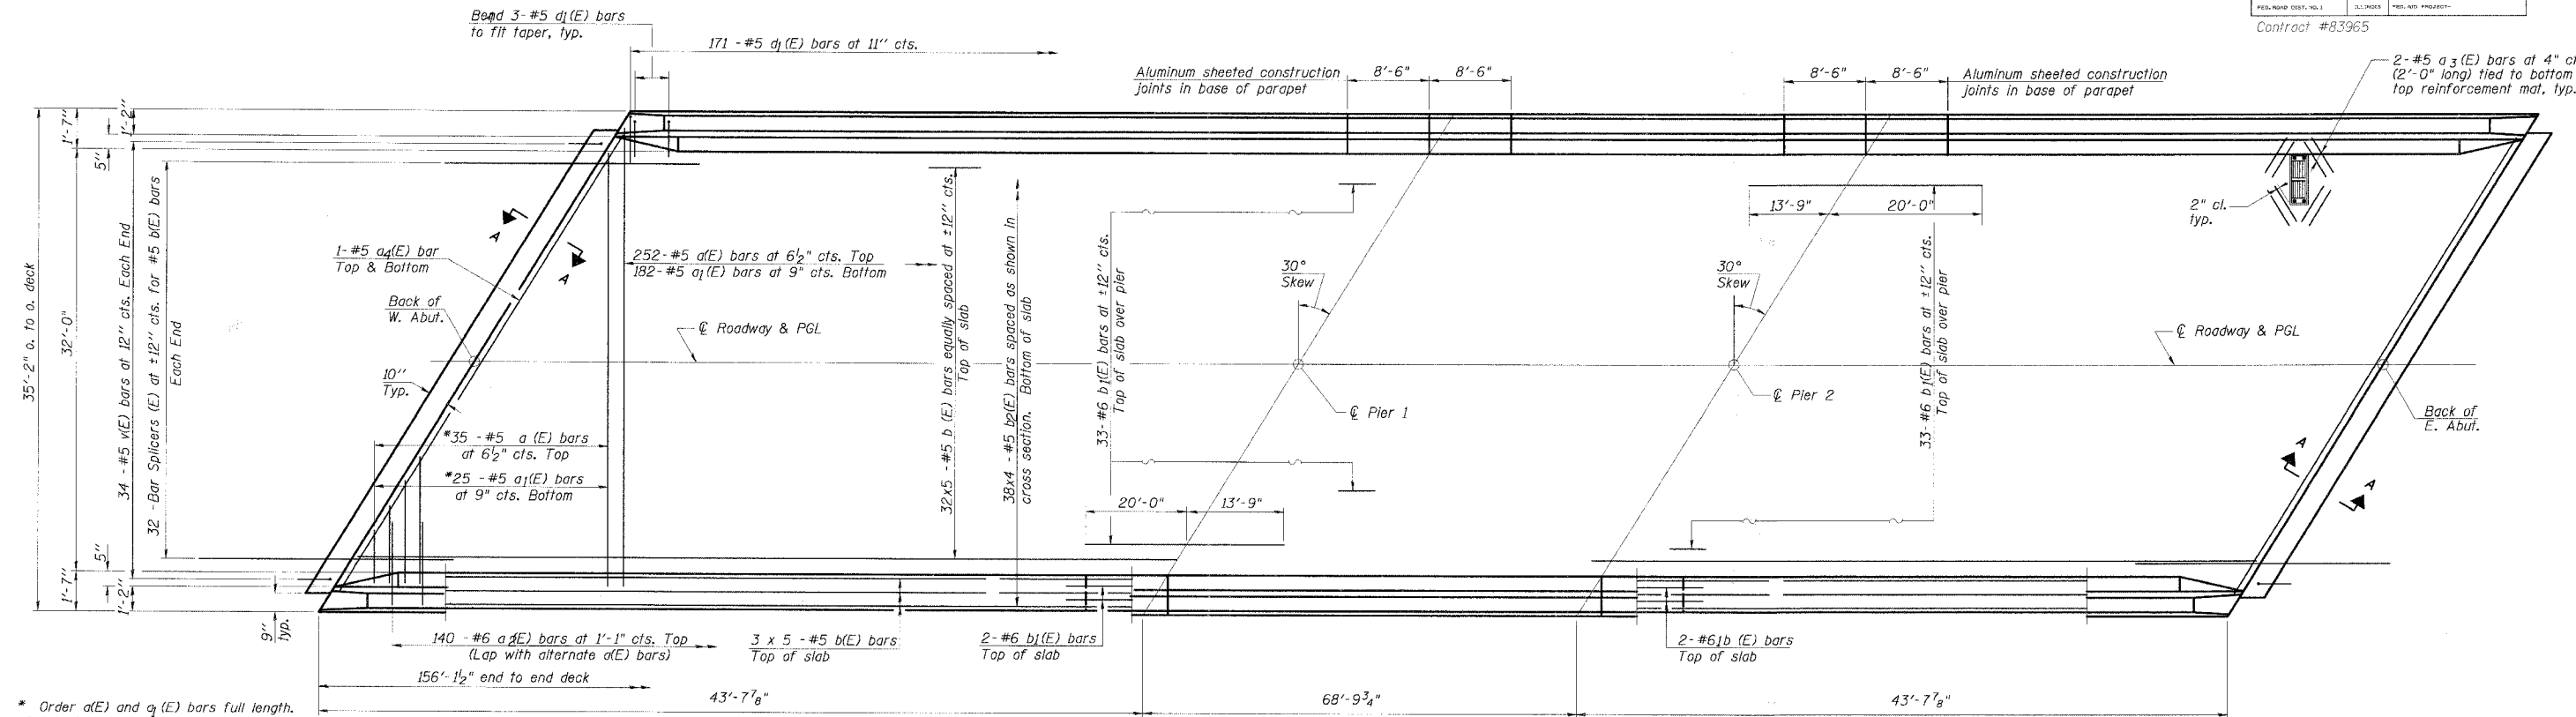 FED. ROAD DIST. NO. 1
ILLINOIS
FED. AID PROJECT-
Contract #83965
Bend 3-#5 d1(E) bars
to fit taper, typ.
171 -#5 d1(E) bars at 11" cts.
Aluminum sheeted construction
joints in base of parapet
8'-6"
8'-6"
8'-6"
8'-6"
Aluminum sheeted construction
joints in base of parapet
2-#5 a3(E) bars at 4"
(2'-0" long) tied to bottom
top reinforcement mat, typ.
35'-2" o. to o. deck
1'-7"
32'-0"
1'-7"
1'-2"
5"
5"
1'-2"
34 -#5 v(E) bars at 12" cts. Each End
32 -Bar Splicers (E) at ±12" cts. for #5 b(E) bars
Each End
A
A
1-#5 a4(E) bar
Top & Bottom
Back of
W. Abut.
10"
Typ.
252-#5 a(E) bars at 6½" cts. Top
182-#5 a1(E) bars at 9" cts. Bottom
℄ Roadway & PGL
*35 -#5 a (E) bars
at 6½" cts. Top
*25 -#5 a1(E) bars
at 9" cts. Bottom
32x5 -#5 b (E) bars equally spaced at ±12" cts.
Top of slab
38x4 -#5 b2(E) bars spaced as shown in
cross section. Bottom of slab
33-#6 b1(E) bars at ±12" cts.
Top of slab over pier
30°
Skew
℄ Pier 1
20'-0"
13'-9"
30°
Skew
℄ Pier 2
13'-9"
20'-0"
33-#6 b1(E) bars at ±12" cts.
Top of slab over pier
2" cl.
typ.
℄ Roadway & PGL
Back of
E. Abut.
A
A
9"
typ.
140 -#6 a2(E) bars at 1'-1" cts. Top
(Lap with alternate a(E) bars)
3 x 5 -#5 b(E) bars
Top of slab
2-#6 b1(E) bars
Top of slab
2-#61b (E) bars
Top of slab
156'-1½" end to end deck
43'-7⅞"
68'-9¾"
43'-7⅞"
* Order a(E) and a1(E) bars full length.